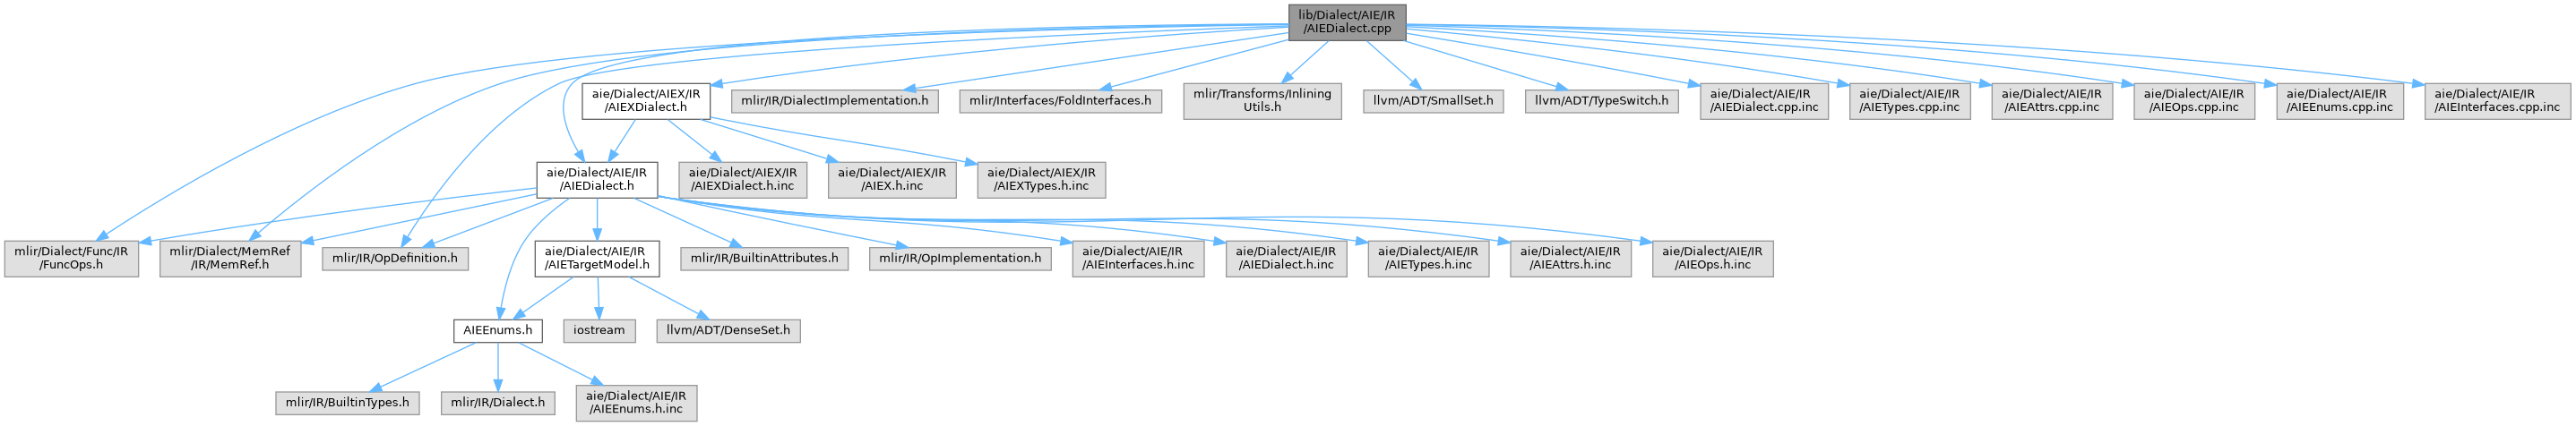 lib/Dialect/AIE/IR
/AIEDialect.cpp
aie/Dialect/AIEX/IR
/AIEXDialect.h
mlir/IR/DialectImplementation.h
mlir/Interfaces/FoldInterfaces.h
mlir/Transforms/Inlining
Utils.h
llvm/ADT/SmallSet.h
llvm/ADT/TypeSwitch.h
aie/Dialect/AIE/IR
/AIEDialect.cpp.inc
aie/Dialect/AIE/IR
/AIETypes.cpp.inc
aie/Dialect/AIE/IR
/AIEAttrs.cpp.inc
aie/Dialect/AIE/IR
/AIEOps.cpp.inc
aie/Dialect/AIE/IR
/AIEEnums.cpp.inc
aie/Dialect/AIE/IR
/AIEInterfaces.cpp.inc
aie/Dialect/AIE/IR
/AIEDialect.h
aie/Dialect/AIEX/IR
/AIEXDialect.h.inc
aie/Dialect/AIEX/IR
/AIEX.h.inc
aie/Dialect/AIEX/IR
/AIEXTypes.h.inc
mlir/Dialect/Func/IR
/FuncOps.h
mlir/Dialect/MemRef
/IR/MemRef.h
mlir/IR/OpDefinition.h
aie/Dialect/AIE/IR
/AIETargetModel.h
mlir/IR/BuiltinAttributes.h
mlir/IR/OpImplementation.h
aie/Dialect/AIE/IR
/AIEInterfaces.h.inc
aie/Dialect/AIE/IR
/AIEDialect.h.inc
aie/Dialect/AIE/IR
/AIETypes.h.inc
aie/Dialect/AIE/IR
/AIEAttrs.h.inc
aie/Dialect/AIE/IR
/AIEOps.h.inc
AIEEnums.h
iostream
llvm/ADT/DenseSet.h
mlir/IR/BuiltinTypes.h
mlir/IR/Dialect.h
aie/Dialect/AIE/IR
/AIEEnums.h.inc